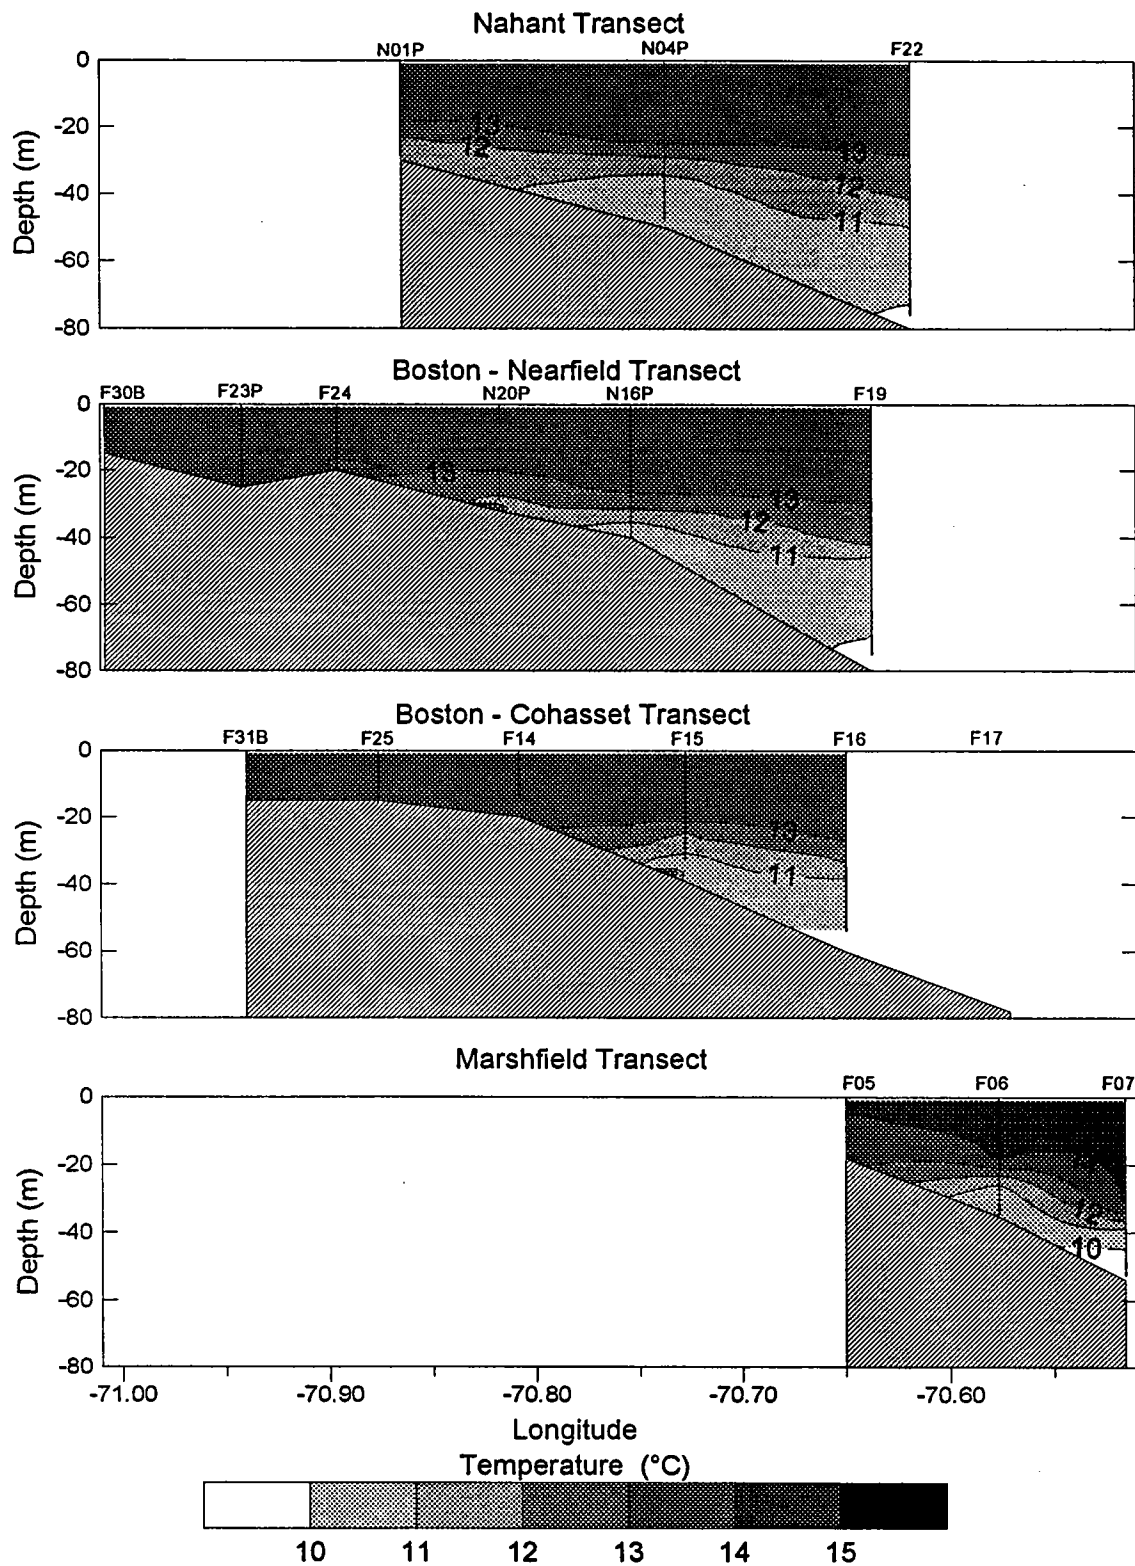 Nahant Transect
N01P N04P F22
0
-20
-40
-60
-80
Depth (m)
13
12
13
12
11
Boston - Nearfield Transect
F30B F23P F24 N20P N16P F19
0
-20
-40
-60
-80
Depth (m)
13
13
12
11
Boston - Cohasset Transect
F31B F25 F14 F15 F16 F17
0
-20
-40
-60
-80
Depth (m)
13
11
Marshfield Transect
F05 F06 F07
0
-20
-40
-60
-80
Depth (m)
12
10
-71.00 -70.90 -70.80 -70.70 -70.60
Longitude
Temperature (°C)
10 11 12 13 14 15